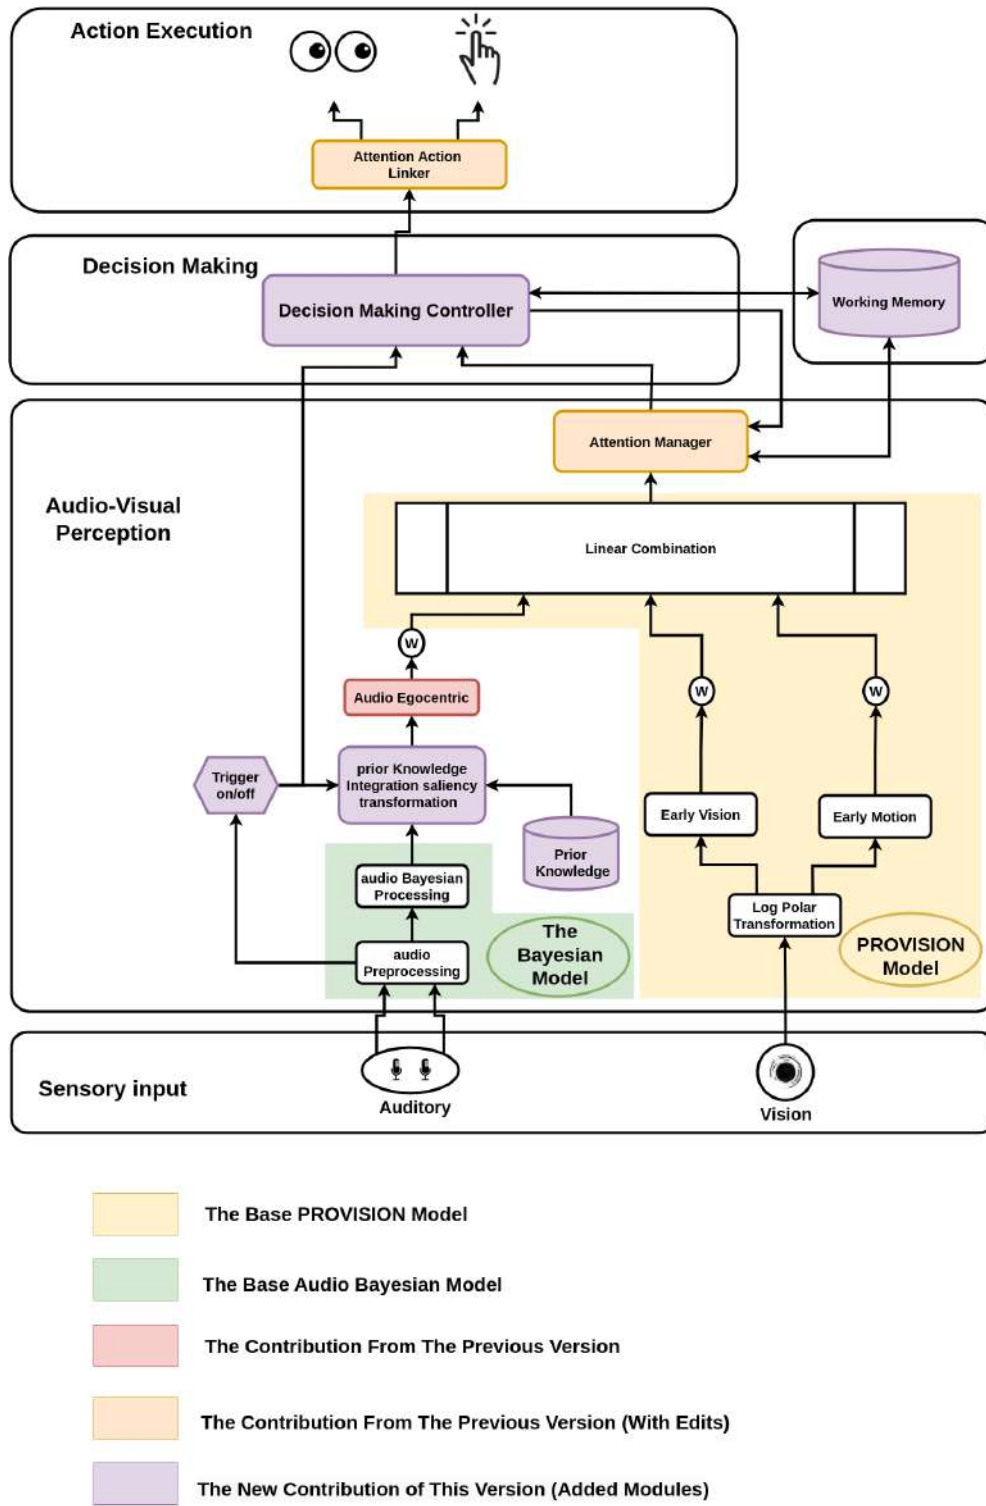 Action Execution
Attention Action
Linker
Decision Making
Decision Making Controller
Working Memory
Attention Manager
Audio-Visual
Perception
Linear Combination
W
Audio Egocentric
W
W
Trigger
on/off
prior Knowledge
Integration saliency
transformation
Early Vision
Early Motion
Prior
Knowledge
audio Bayesian
Processing
Log Polar
Transformation
The
Bayesian
Model
PROVISION
Model
audio
Preprocessing
Sensory input
Auditory
Vision
The Base PROVISION Model
The Base Audio Bayesian Model
The Contribution From The Previous Version
The Contribution From The Previous Version (With Edits)
The New Contribution of This Version (Added Modules)